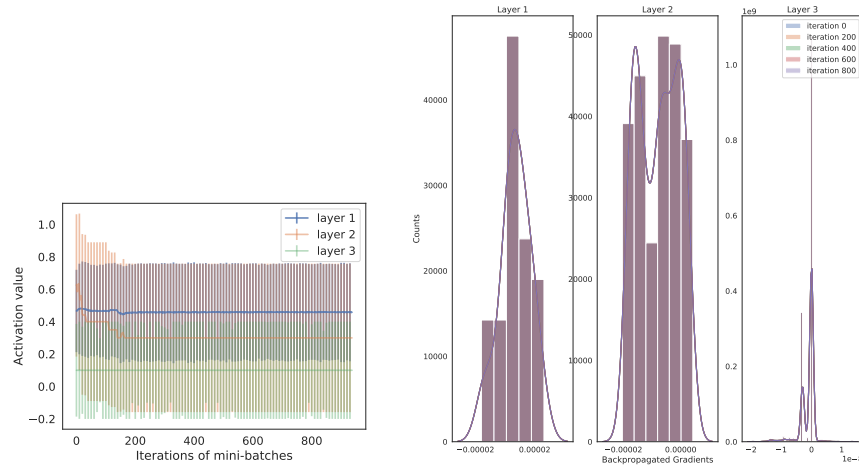 Activation value
1.0
0.8
0.6
0.4
0.2
0.0
−0.2
0
200
400
600
800
Iterations of mini-batches
layer 1
layer 2
layer 3
Layer 1
Counts
40000
30000
20000
10000
0
−0.00002
0.00002
Layer 2
50000
40000
30000
20000
10000
0
−0.00002
0.00000
Backpropagated Gradients
Layer 3
1e9
iteration 0
iteration 200
iteration 400
iteration 600
iteration 800
1.0
0.8
0.6
0.4
0.2
0.0
−2
−1
0
1